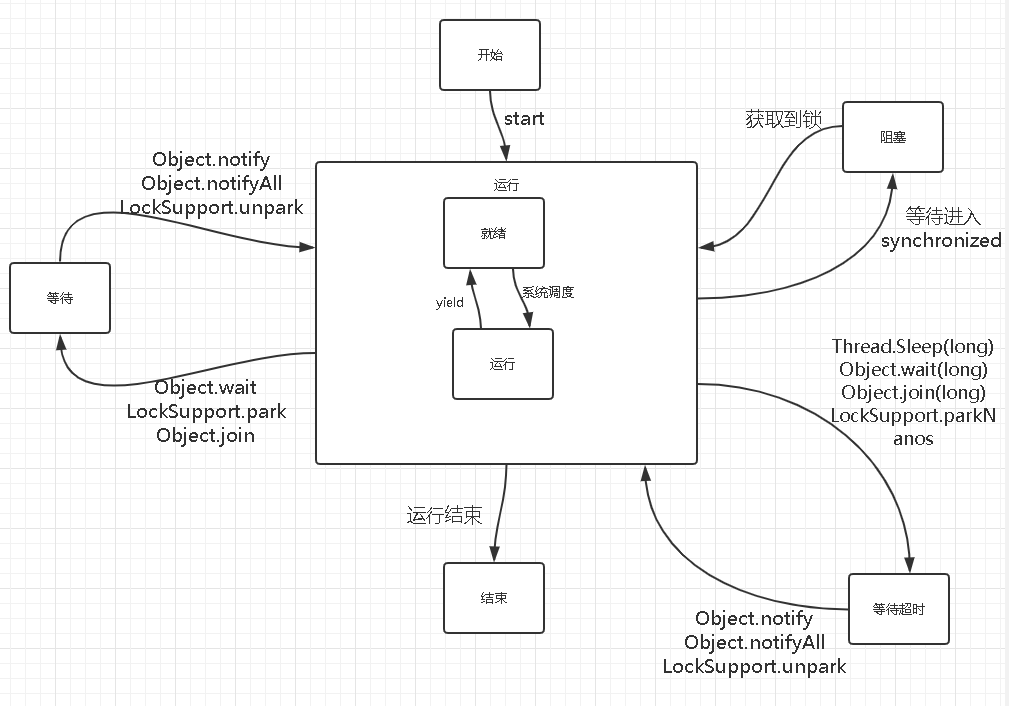 开始
start
获取到锁
阻塞
Object.notify
Object.notifyAll
LockSupport.unpark
运行
就绪
等待进入
synchronized
等待
yield
系统调度
运行
Object.wait
LockSupport.park
Object.join
Thread.Sleep(long)
Object.wait(long)
Object.join(long)
LockSupport.parkN
anos
运行结束
结束
等待超时
Object.notify
Object.notifyAll
LockSupport.unpark